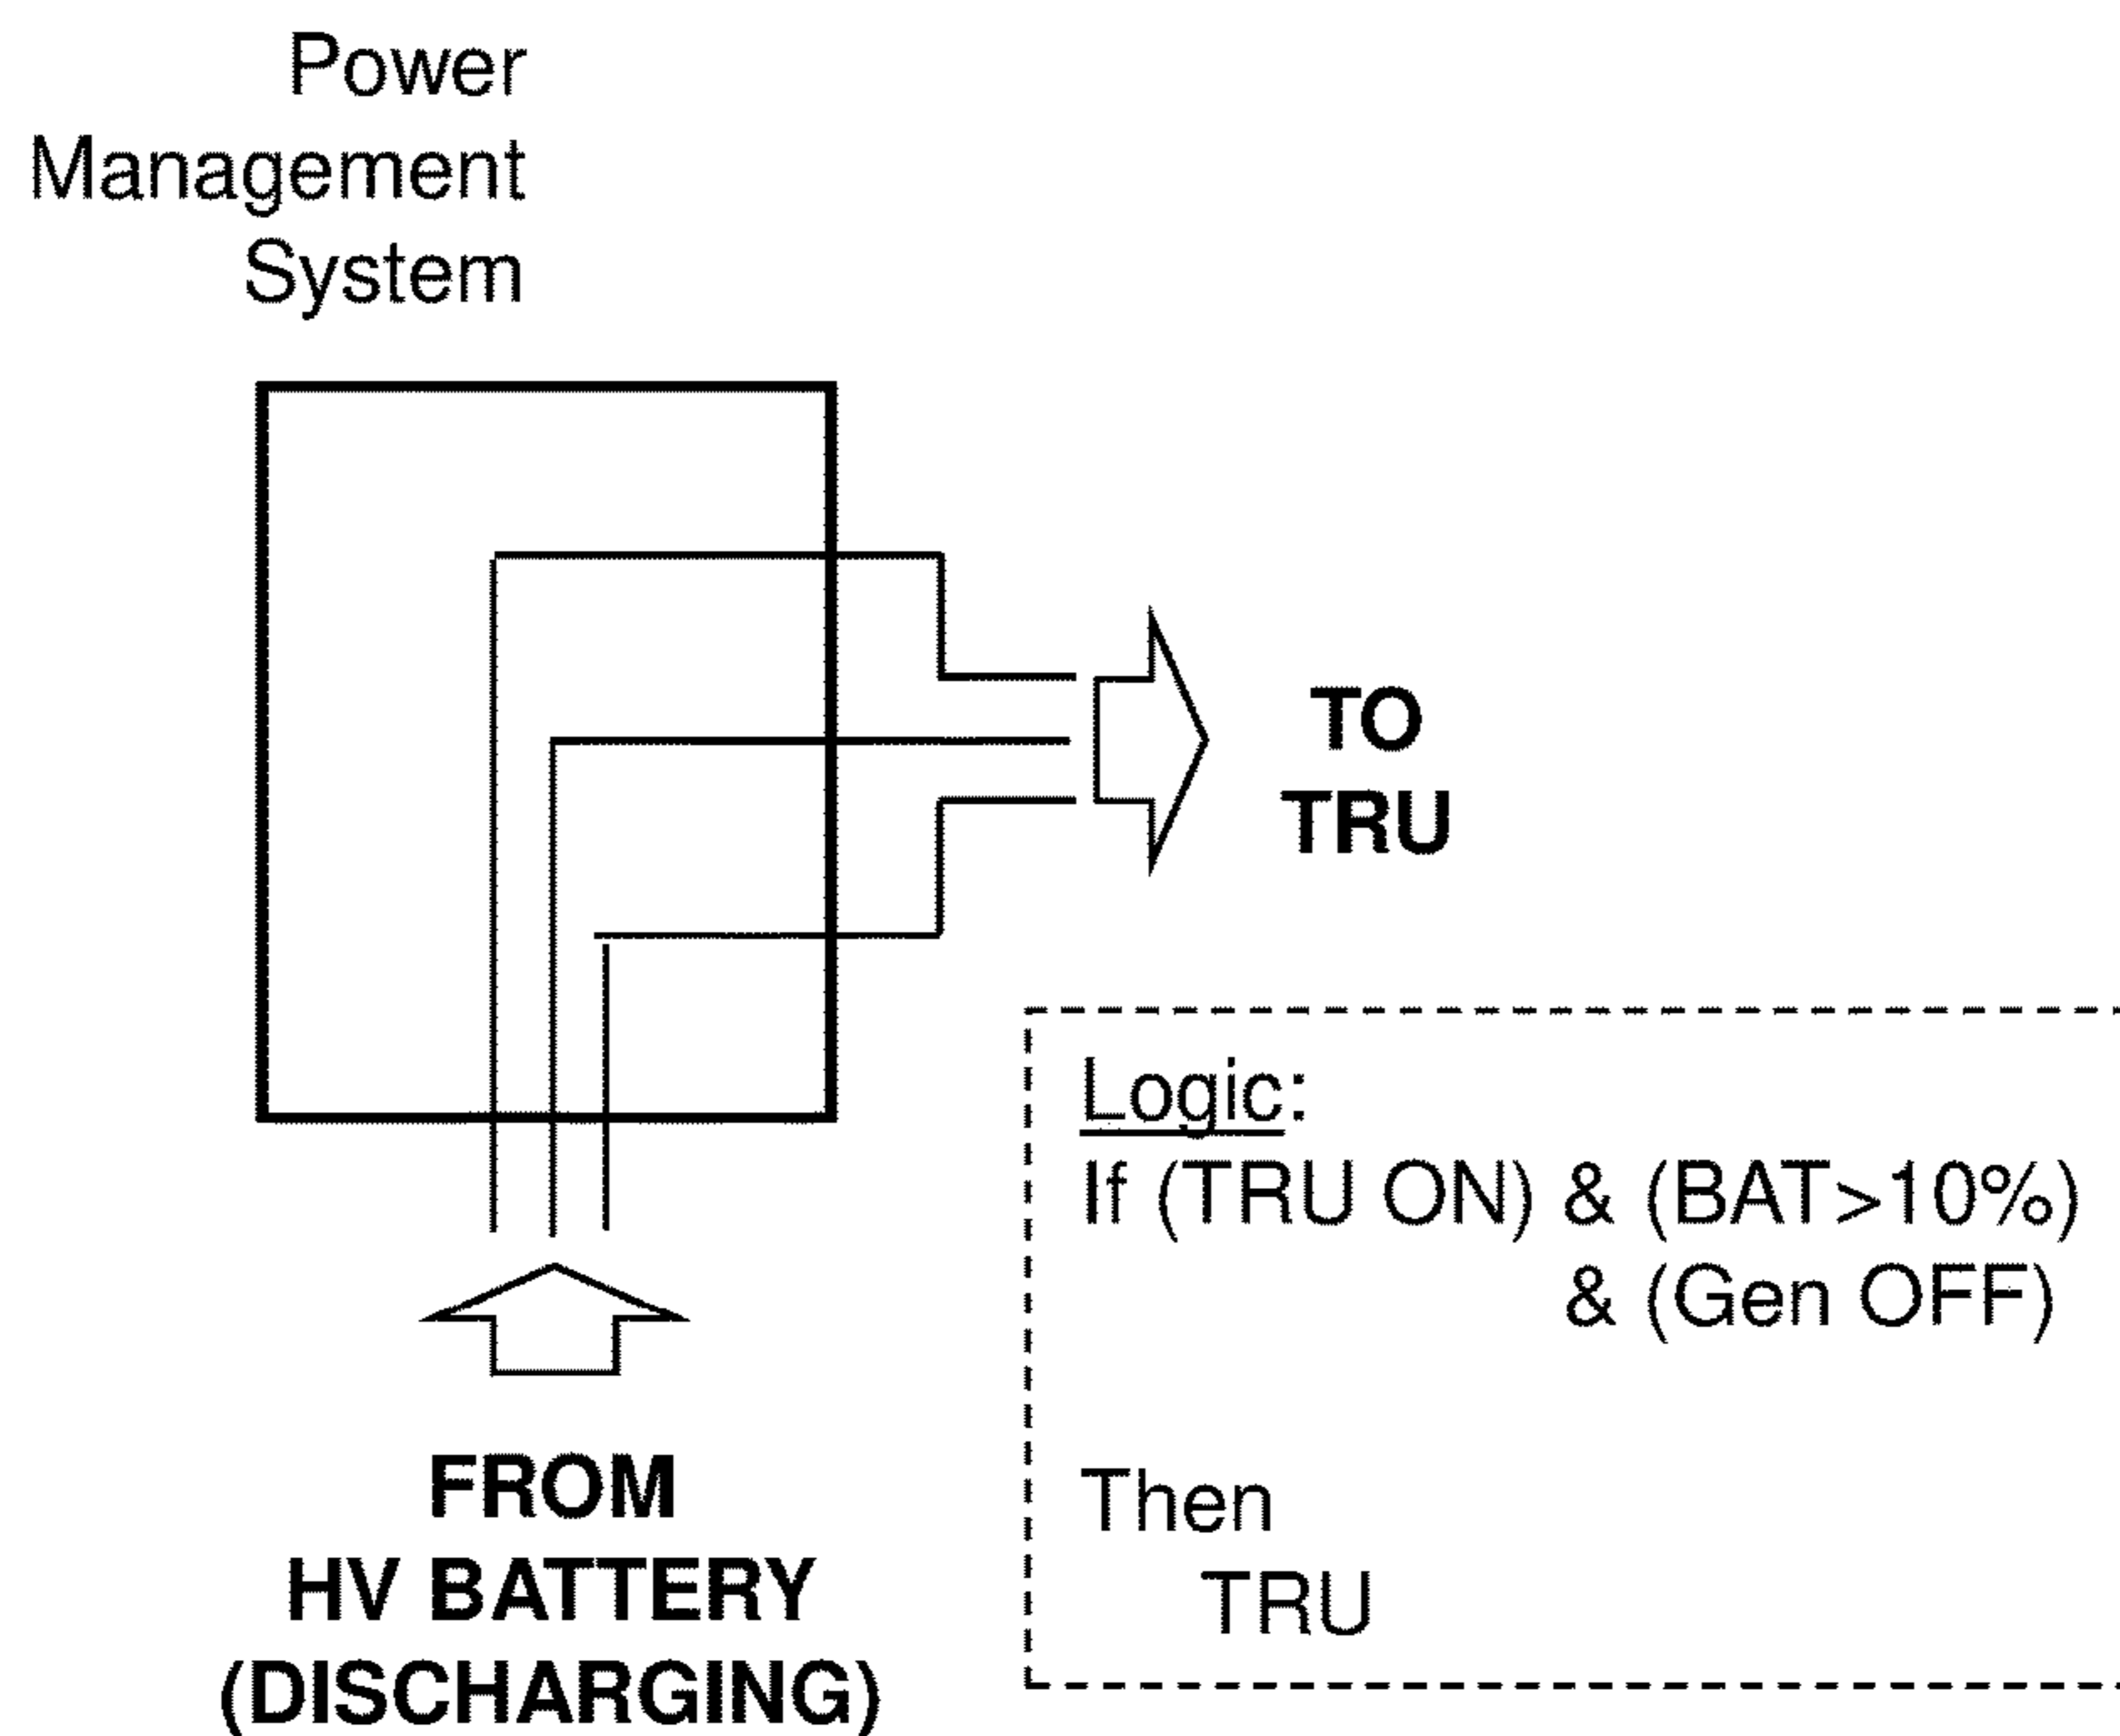 Power
Management
System
TO
TRU
Logic:
If (TRU ON) & (BAT>10%)
& (Gen OFF)
Then
TRU
FROM
HV BATTERY
(DISCHARGING)